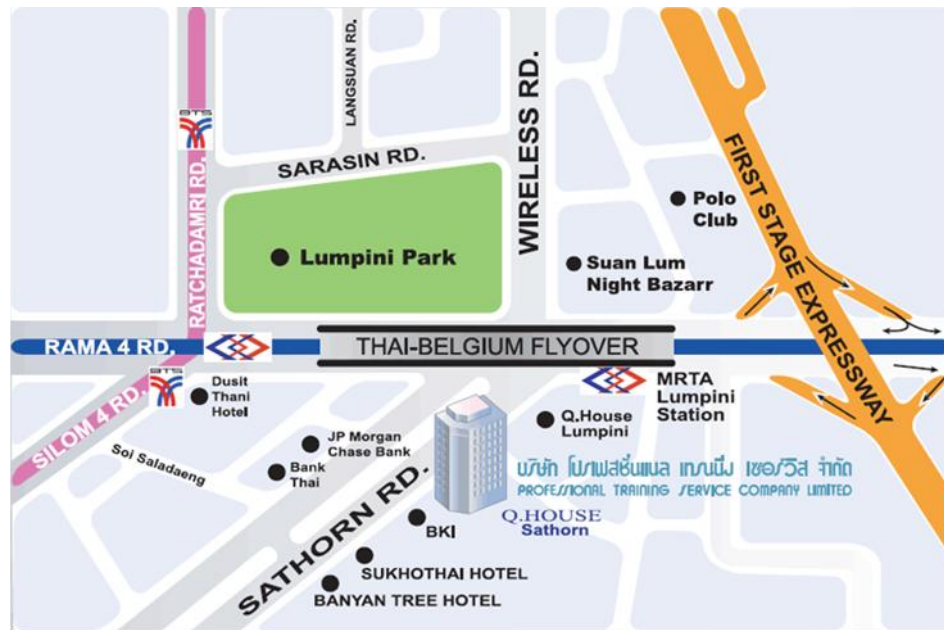 LANGSUAN RD.
WIRELESS RD.
BTS
RATCHADAMRI RD.
SARASIN RD.
FIRST STAGE EXPRESSWAY
Polo
Club
Lumpini Park
Suan Lum
Night Bazarr
RAMA 4 RD.
THAI-BELGIUM FLYOVER
BTS
SILOM 4 RD.
Dusit
Thani
Hotel
MRTA
Lumpini
Station
Q.House
Lumpini
JP Morgan
Chase Bank
Soi Saladaeng
Bank
Thai
SATHORN RD.
บริษัท โปรเฟสชั่นแนล เทรนนิ่ง เซอร์วิส จำกัด
PROFESSIONAL TRAINING SERVICE COMPANY LIMITED
Q.HOUSE
Sathorn
BKI
SUKHOTHAI HOTEL
BANYAN TREE HOTEL